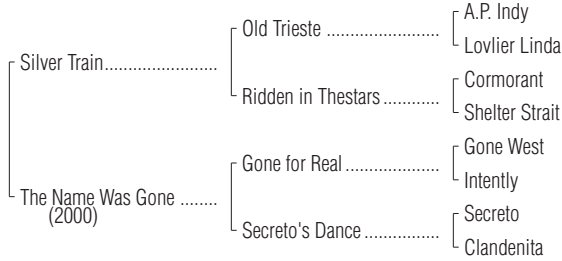 A.P. Indy
Old Trieste ........................
Lovlier Linda
Silver Train........................
Cormorant
Ridden in Thestars............
Shelter Strait
Gone West
Gone for Real....................
Intently
The Name Was Gone ........
(2000)
Secreto
Secreto's Dance ................
Clandenita